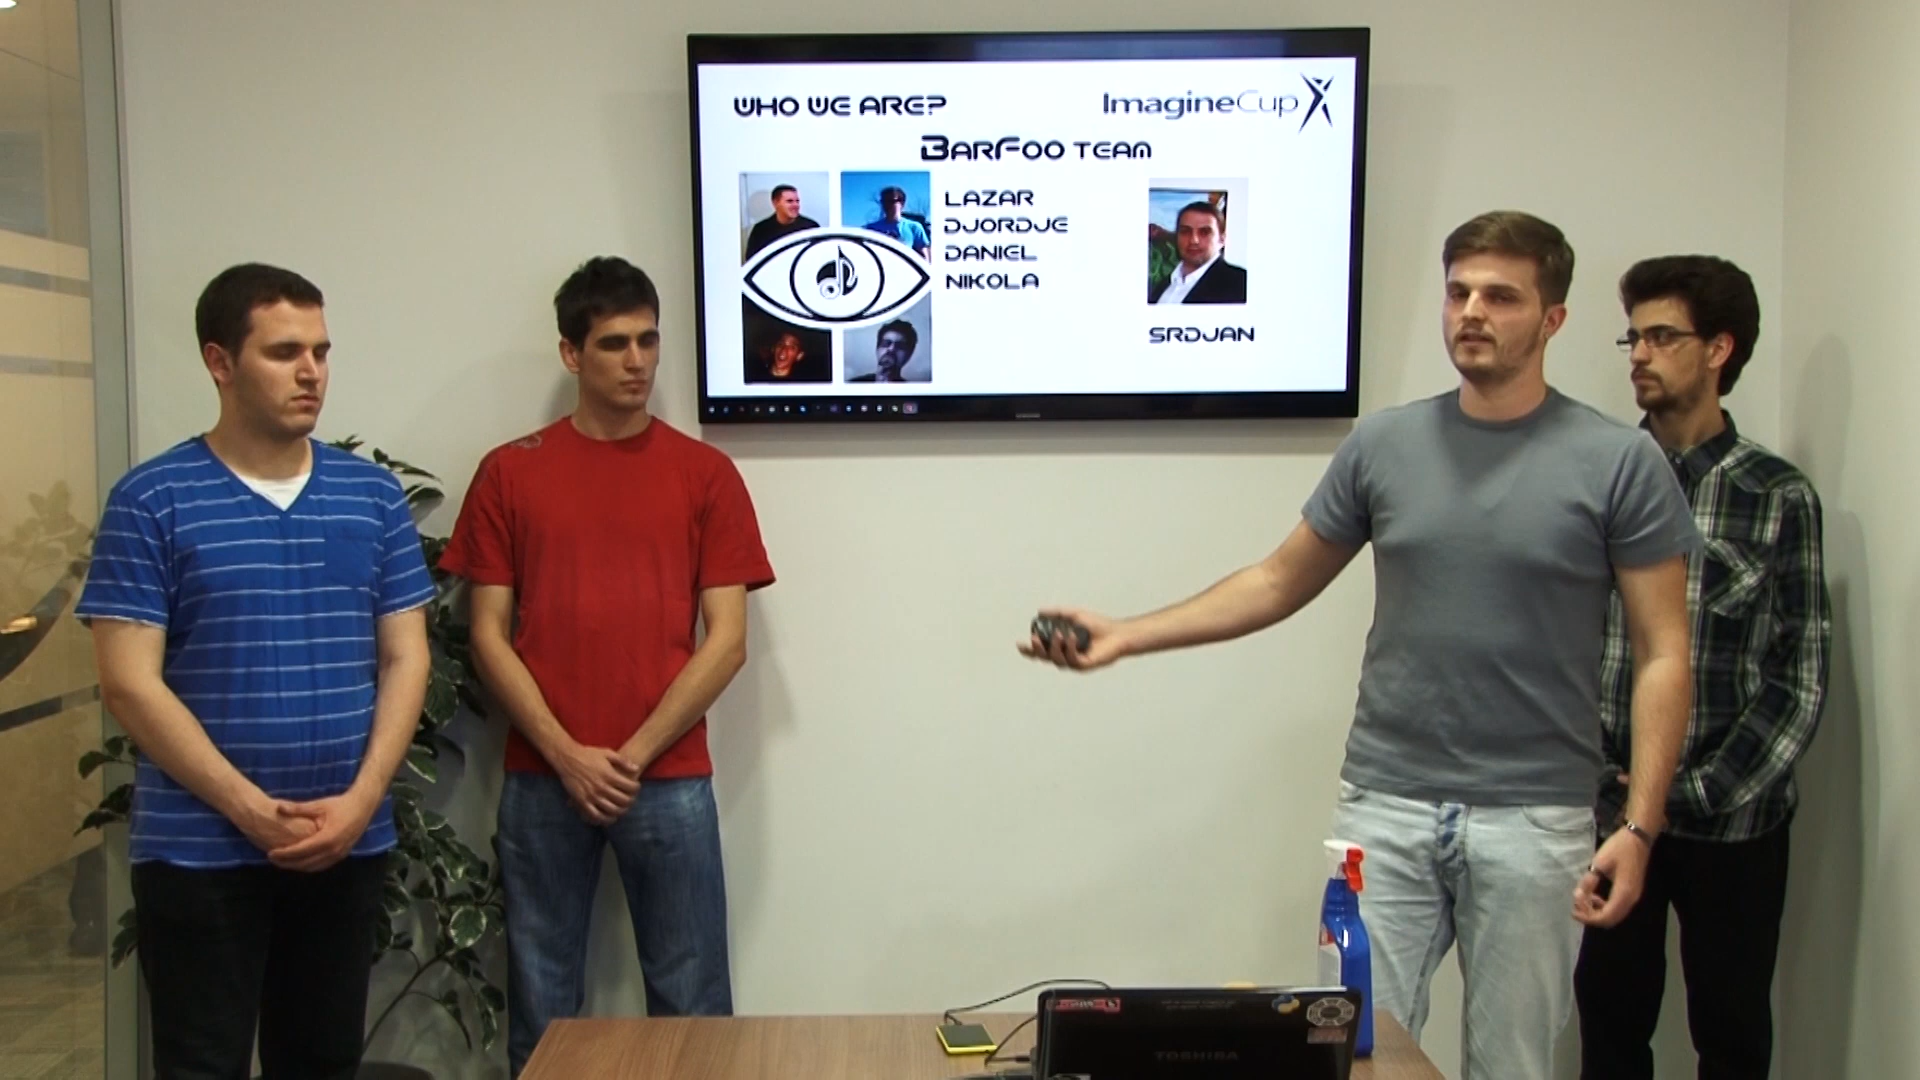 WHO WE ARE?
ImagineCup
BARFOO TEAM
LAZAR
DJORDJE
DANIEL
NIKOLA
SRDJAN
TOSHIBA